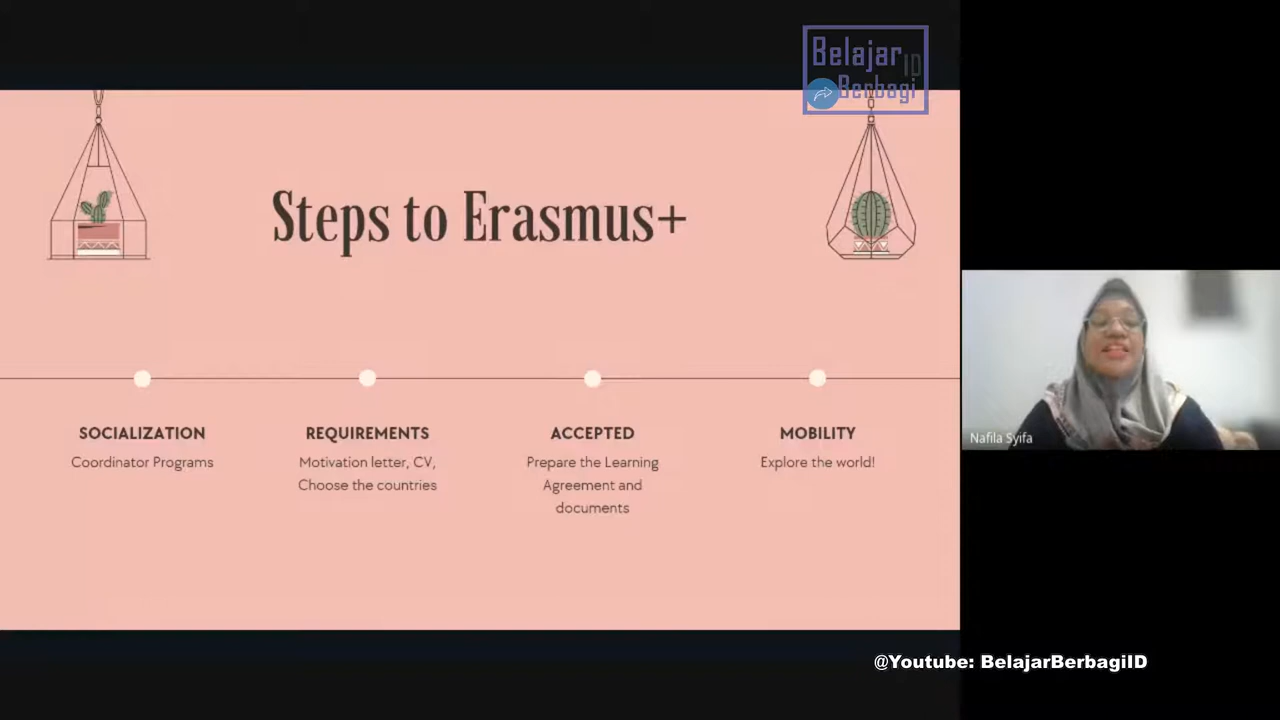 Belajar
ID
Berbagi
Steps to Erasmus+
SOCIALIZATION
Coordinator Programs
REQUIREMENTS
Motivation letter, CV,
Choose the countries
ACCEPTED
Prepare the Learning
Agreement and
documents
MOBILITY
Explore the world!
Nafila Syifa
@Youtube: BelajarBerbagiID